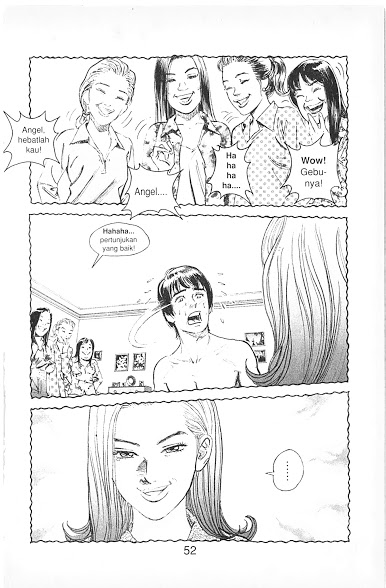 Angel,
hebatlah
kau!
Angel....
Ha
ha
ha
ha....
Wow!
Gebu-
nya!
Hahaha...
pertunjukan
yang baik!
.....
52